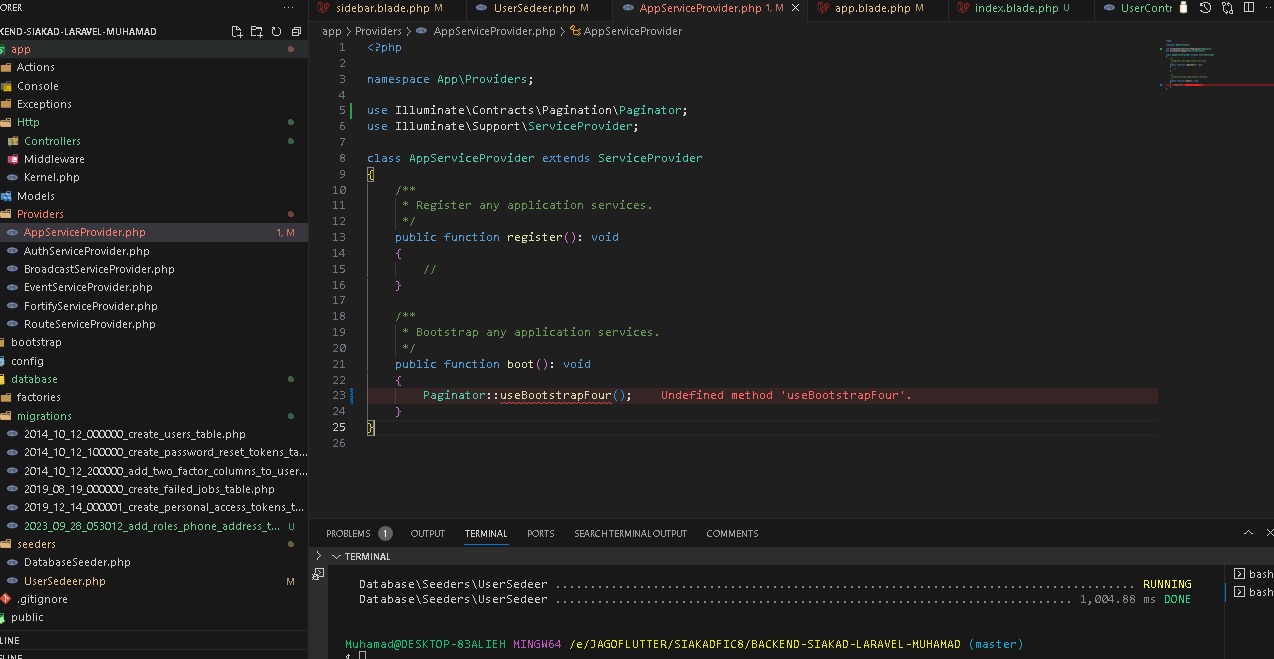 ORER ...
sidebar.blade.php M UserSedeer.php M AppServiceProvider.php 1, M app.blade.php M index.blade.php U UserContr
KEND-SIAKAD-LARAVEL-MUHAMAD
app > Providers > AppServiceProvider.php > AppServiceProvider
app
Actions
Console
Exceptions
Http
Controllers
Middleware
Kernel.php
Models
Providers
AppServiceProvider.php 1, M
AuthServiceProvider.php
BroadcastServiceProvider.php
EventServiceProvider.php
FortifyServiceProvider.php
RouteServiceProvider.php
bootstrap
config
database
factories
migrations
2014_10_12_000000_create_users_table.php
2014_10_12_100000_create_password_reset_tokens_ta...
2014_10_12_200000_add_two_factor_columns_to_user...
2019_08_19_000000_create_failed_jobs_table.php
2019_12_14_000001_create_personal_access_tokens_t...
2023_09_28_053012_add_roles_phone_address_t... U
seeders
DatabaseSeeder.php
UserSedeer.php M
.gitignore
public
LINE
1 <?php
2
3 namespace App\Providers;
4
5 use Illuminate\Contracts\Pagination\Paginator;
6 use Illuminate\Support\ServiceProvider;
7
8 class AppServiceProvider extends ServiceProvider
9 {
10 /**
11 * Register any application services.
12 */
13 public function register(): void
14 {
15 //
16 }
17
18 /**
19 * Bootstrap any application services.
20 */
21 public function boot(): void
22 {
23 Paginator::useBootstrapFour(); Undefined method 'useBootstrapFour'.
24 }
25 }
26
PROBLEMS 1 OUTPUT TERMINAL PORTS SEARCH TERMINAL OUTPUT COMMENTS
TERMINAL
Database\Seeders\UserSedeer ................................................................................... RUNNING
Database\Seeders\UserSedeer .......................................................................... 1,004.88 ms DONE
Muhamad@DESKTOP-83ALIEH MINGW64 /e/JAGOFLUTTER/SIAKADFIC8/BACKEND-SIAKAD-LARAVEL-MUHAMAD (master)
bash
bash